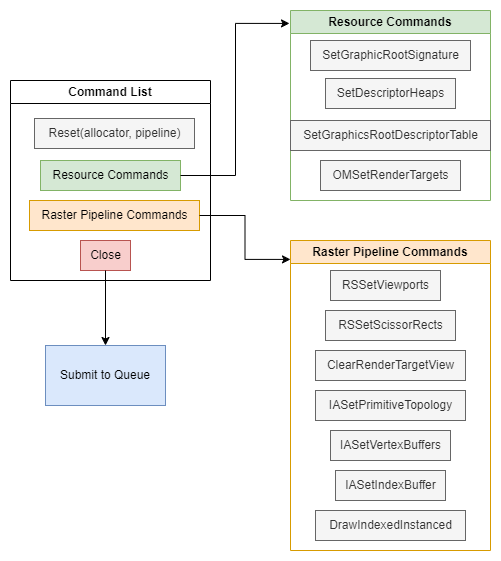 Command List
Reset(allocator, pipeline)
Resource Commands
Raster Pipeline Commands
Close
Submit to Queue
Resource Commands
SetGraphicRootSignature
SetDescriptorHeaps
SetGraphicsRootDescriptorTable
OMSetRenderTargets
Raster Pipeline Commands
RSSetViewports
RSSetScissorRects
ClearRenderTargetView
IASetPrimitiveTopology
IASetVertexBuffers
IASetIndexBuffer
DrawIndexedInstanced